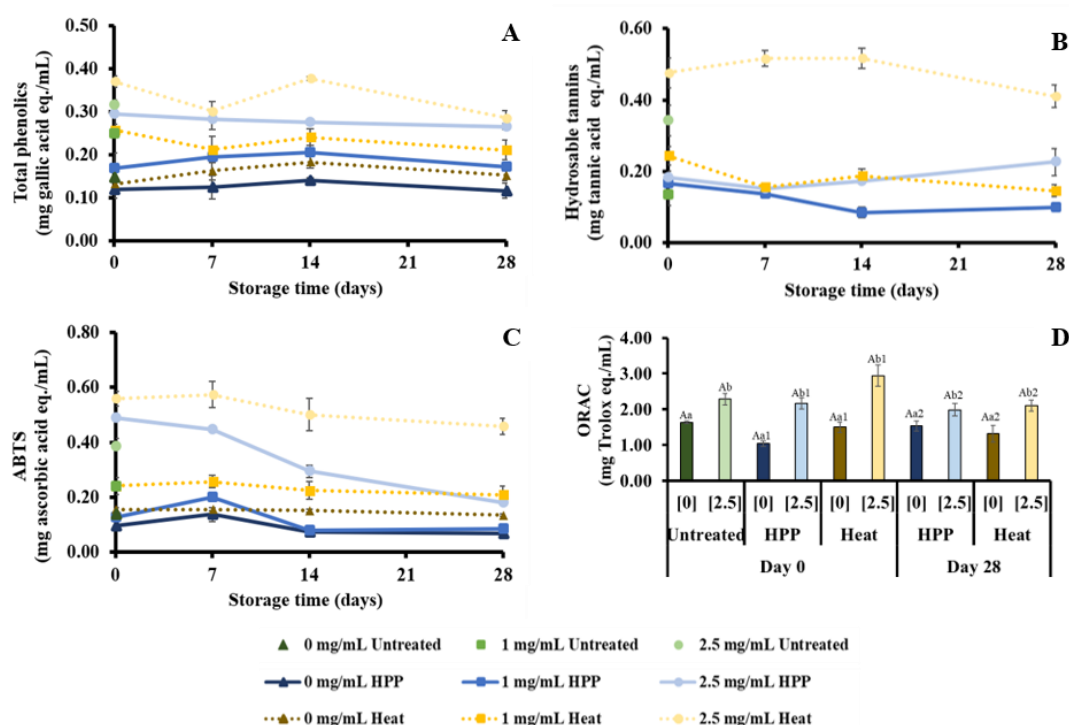 A
Total phenolics
(mg gallic acid eq./mL)
0.50
0.40
0.30
0.20
0.10
0.00
0 7 14 21 28
Storage time (days)
B
Hydrosable tannins
(mg tannic acid eq./mL)
0.60
0.40
0.20
0.00
0 7 14 21 28
Storage time (days)
C
ABTS
(mg ascorbic acid eq./mL)
0.80
0.60
0.40
0.20
0.00
0 7 14 21 28
Storage time (days)
D
ORAC
(mg Trolox eq./mL)
4.00
3.00
2.00
1.00
0.00
Aa Ab Aa1 Ab1 Aa1 Ab1 Aa2 Ab2 Aa2 Ab2
[0] [2.5] [0] [2.5] [0] [2.5] [0] [2.5] [0] [2.5]
Untreated HPP Heat HPP Heat
Day 0 Day 28
0 mg/mL Untreated 1 mg/mL Untreated 2.5 mg/mL Untreated
0 mg/mL HPP 1 mg/mL HPP 2.5 mg/mL HPP
0 mg/mL Heat 1 mg/mL Heat 2.5 mg/mL Heat